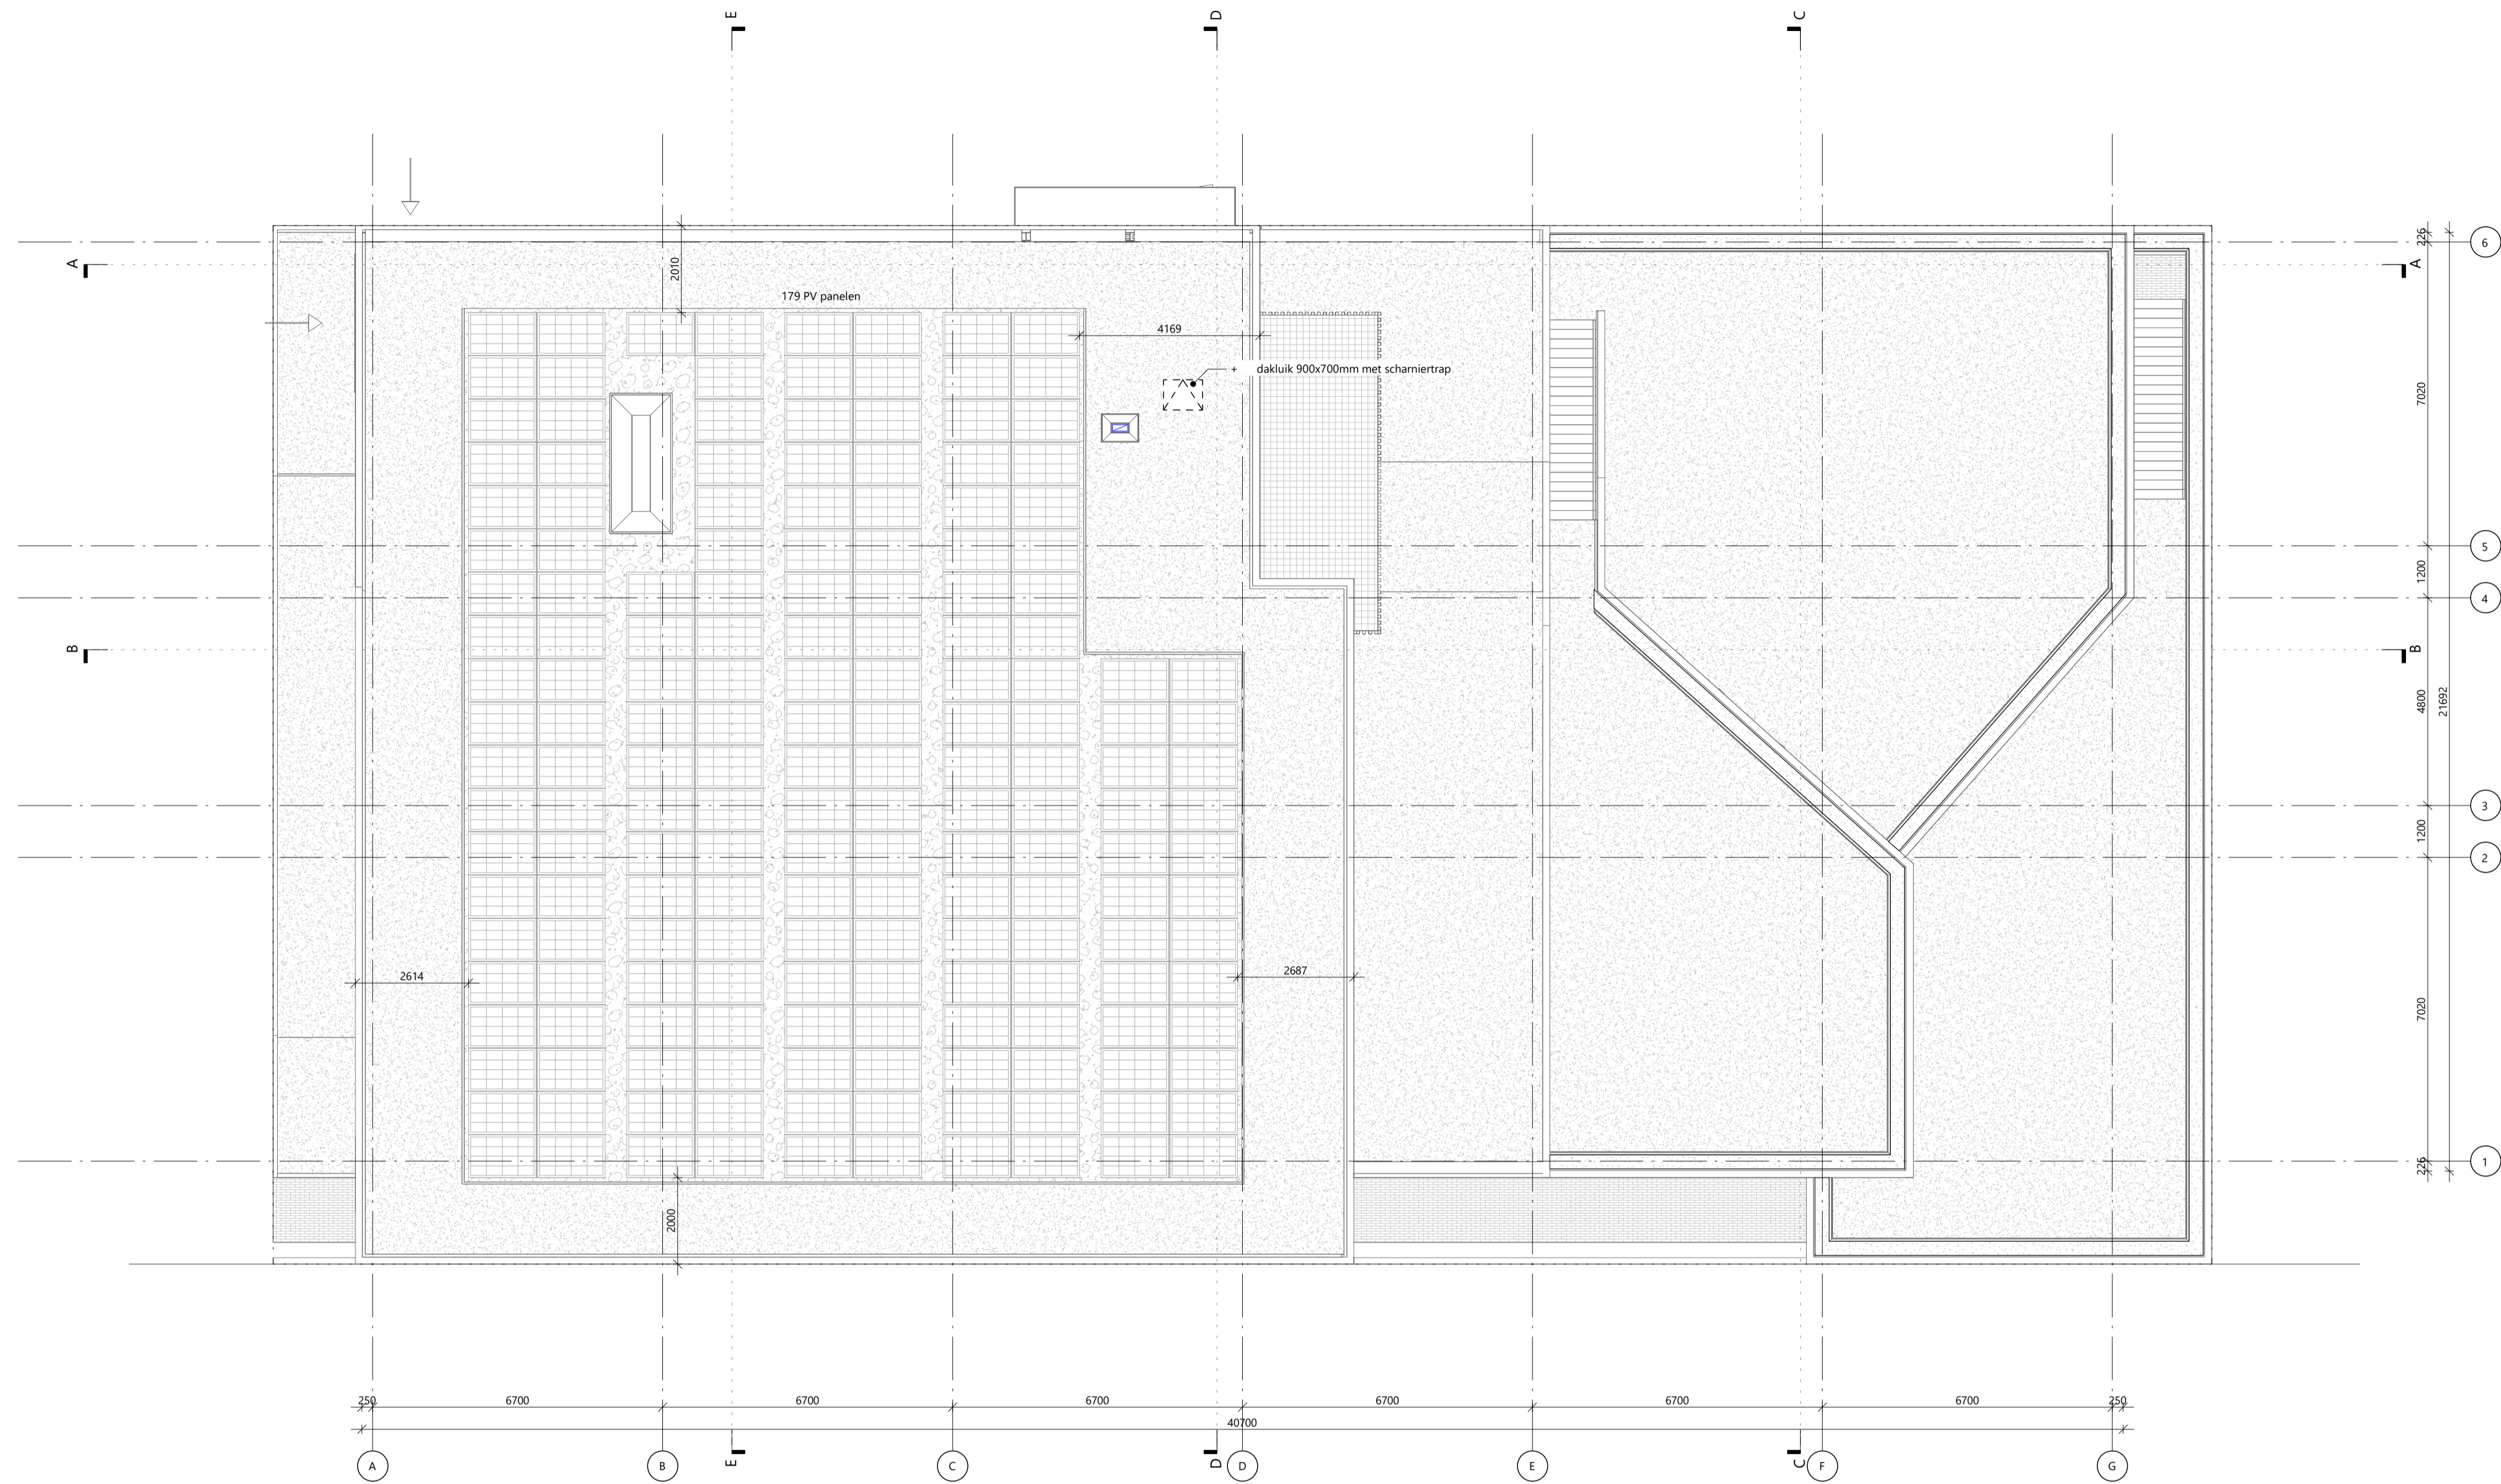 E
D
C
A
A
226
6
2010
179 PV panelen
4169
+ dakluik 900x700mm met scharniertrap
7020
5
1200
4
B
B
4800
21692
3
1200
2
2614
2687
7020
2000
226
1
250
6700
6700
6700
6700
6700
6700
250
40700
E
D
C
A
B
C
D
E
F
G